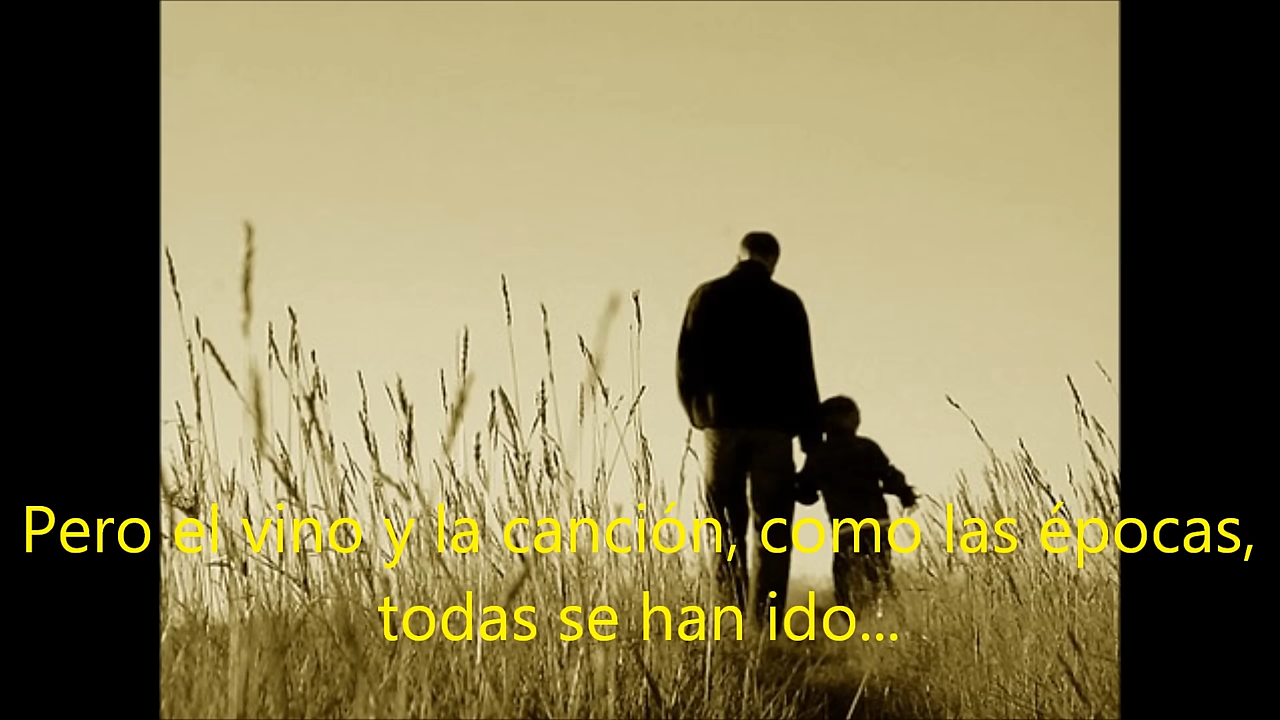 Pero el vino y la canción, como las épocas,
todas se han ido...